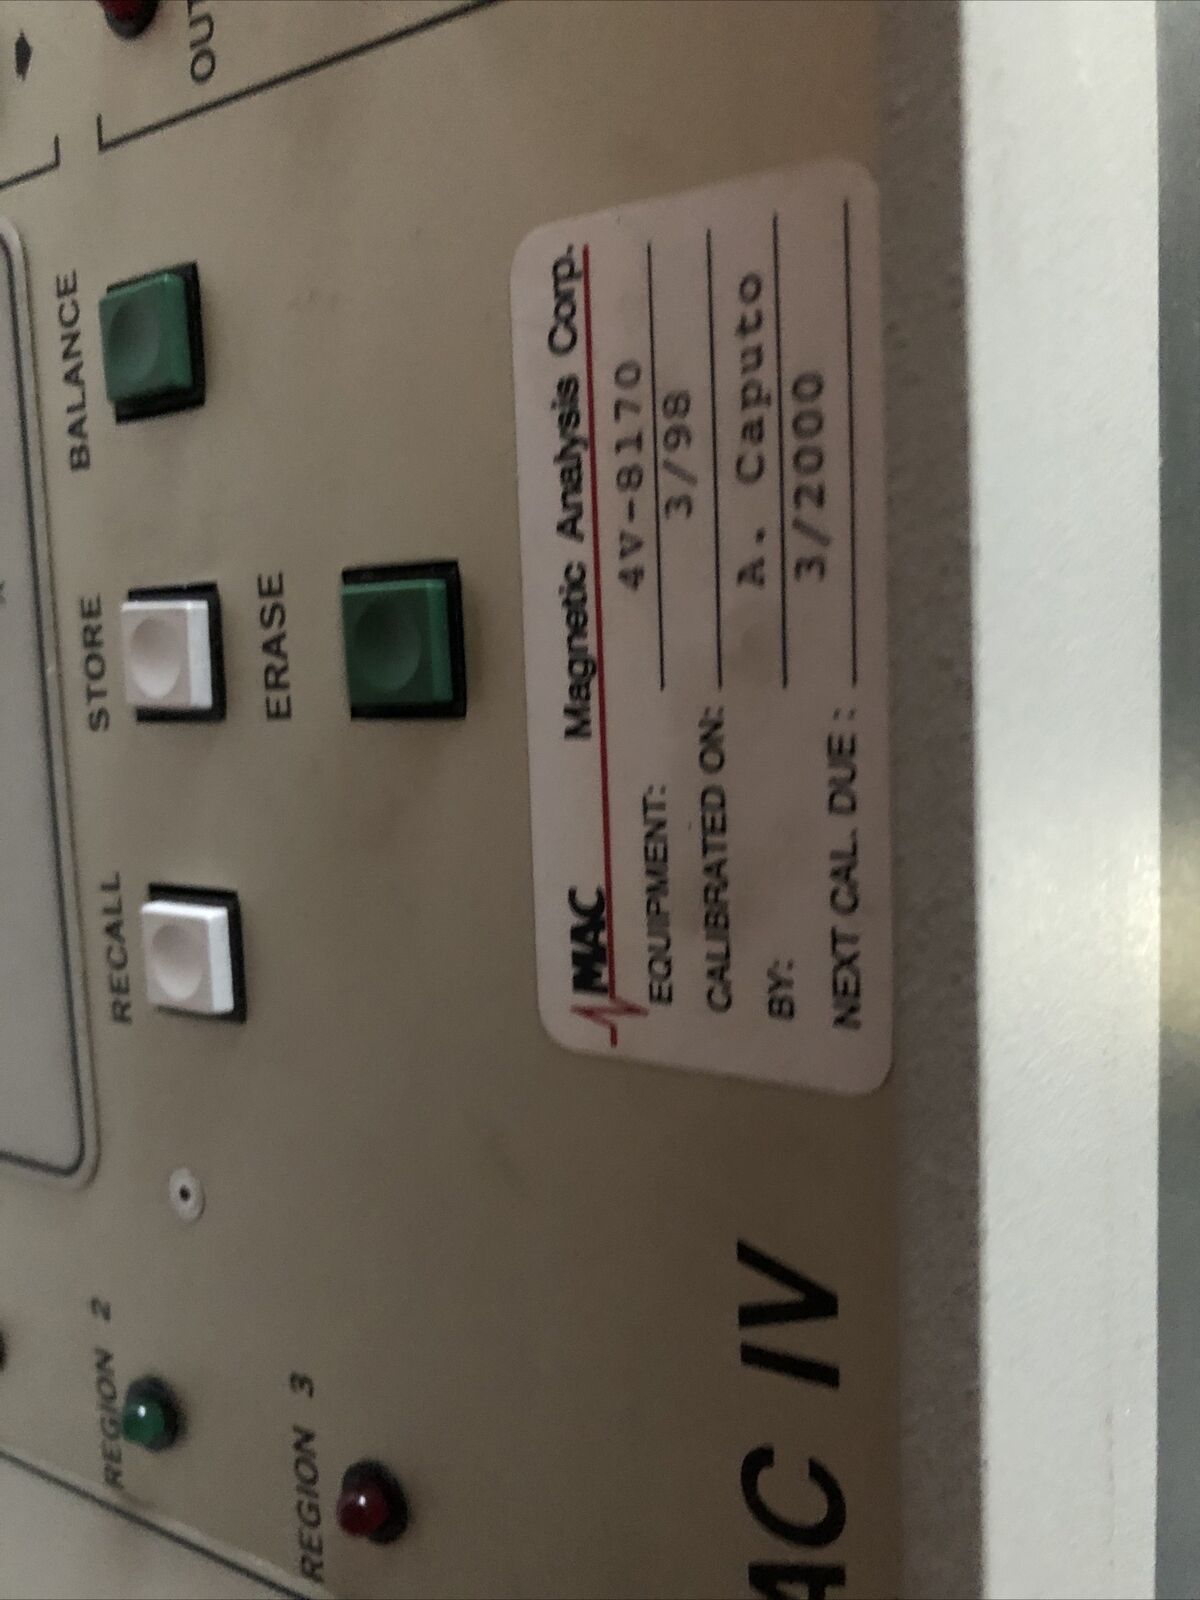 OUT
BALANCE
STORE
RECALL
ERASE
REGION 2
REGION 3
MAC Magnetic Analysis Corp.
EQUIPMENT: 4V-8170
CALIBRATED ON: 3/98
BY: A. Caputo
NEXT CAL. DUE: 3/2000
AC IV